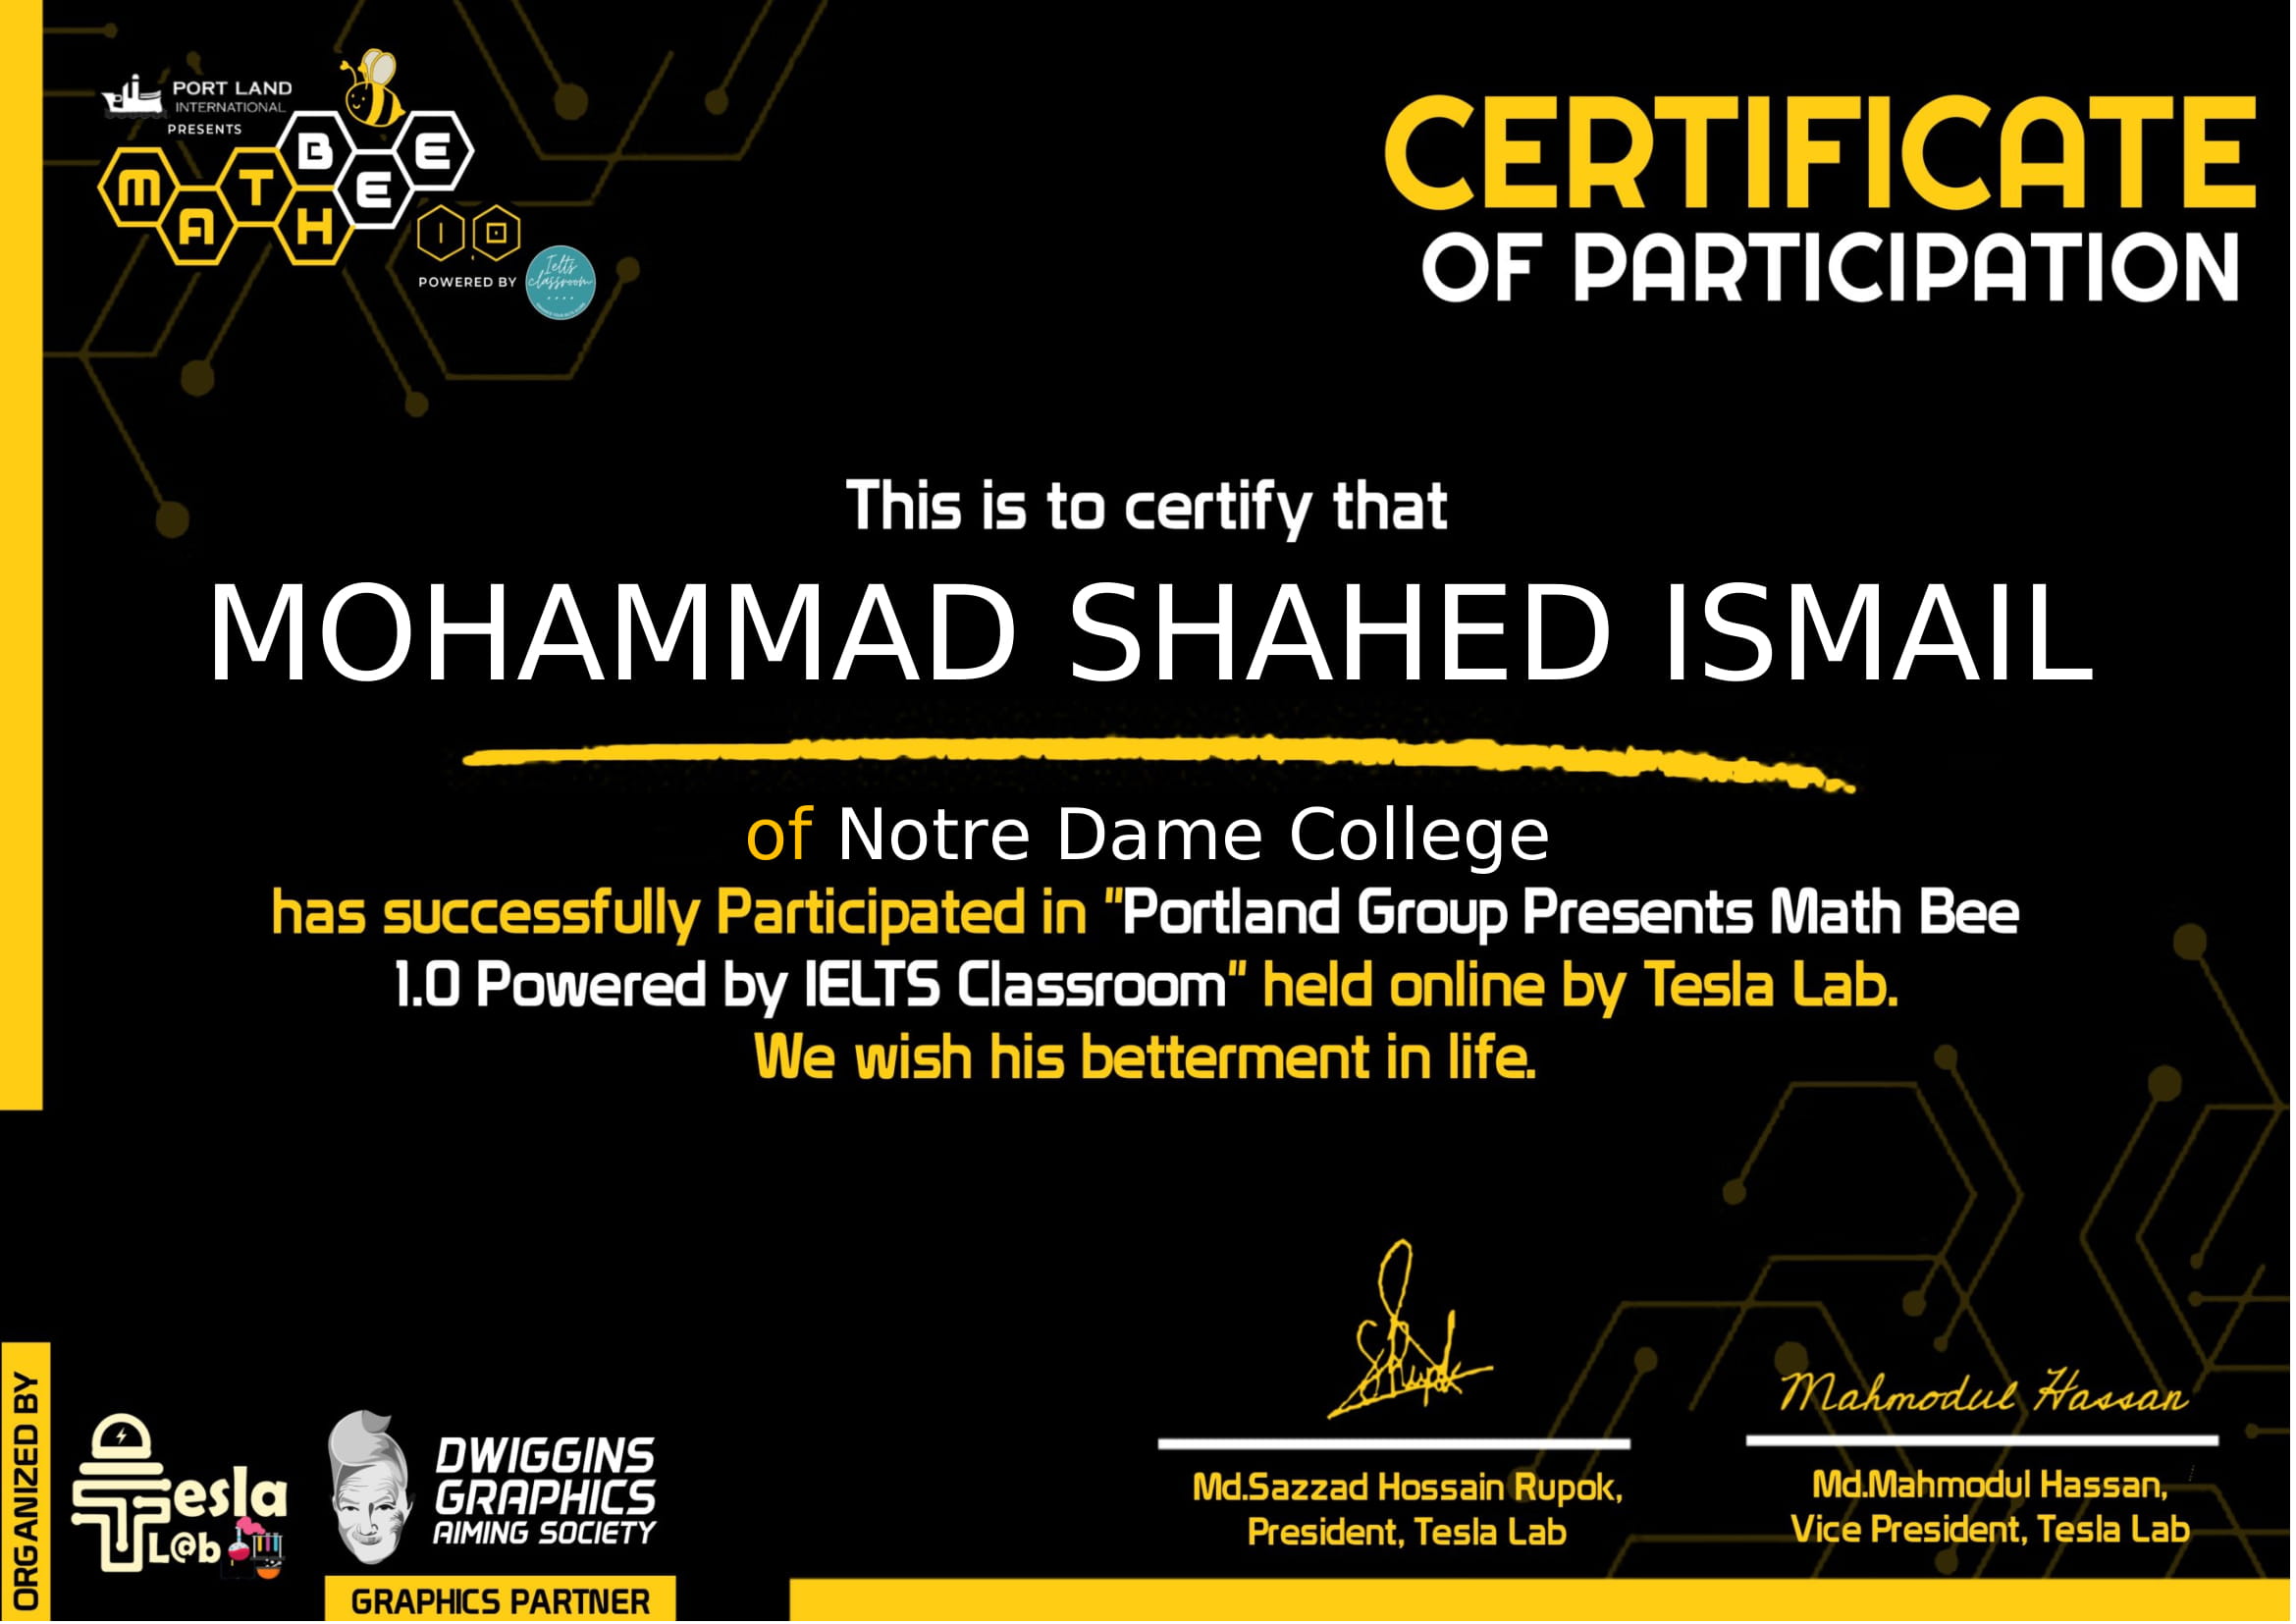 PORT LAND
INTERNATIONAL
PRESENTS
MATH BEE
1.0
POWERED BY
Ielts
classroom
CERTIFICATE
OF PARTICIPATION
This is to certify that
MOHAMMAD SHAHED ISMAIL
of Notre Dame College
has successfully Participated in "Portland Group Presents Math Bee
1.0 Powered by IELTS Classroom" held online by Tesla Lab.
We wish his betterment in life.
ORGANIZED BY
Tesla
L@b
DWIGGINS
GRAPHICS
AIMING SOCIETY
GRAPHICS PARTNER
SRupok
Md.Sazzad Hossain Rupok,
President, Tesla Lab
Mahmodul Hassan
Md.Mahmodul Hassan,
Vice President, Tesla Lab